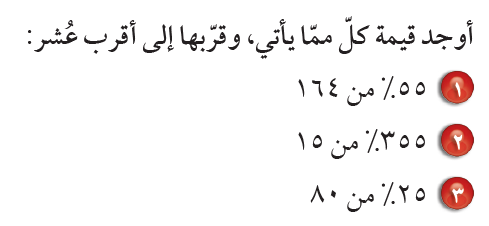 أوجد قيمة كلّ ممّا يأتي، وقرّبها إلى أقرب عُشر:
١ ٥٥٪ من ١٦٤
٢ ٣٥٥٪ من ١٥
٣ ٢٥٪ من ٨٠